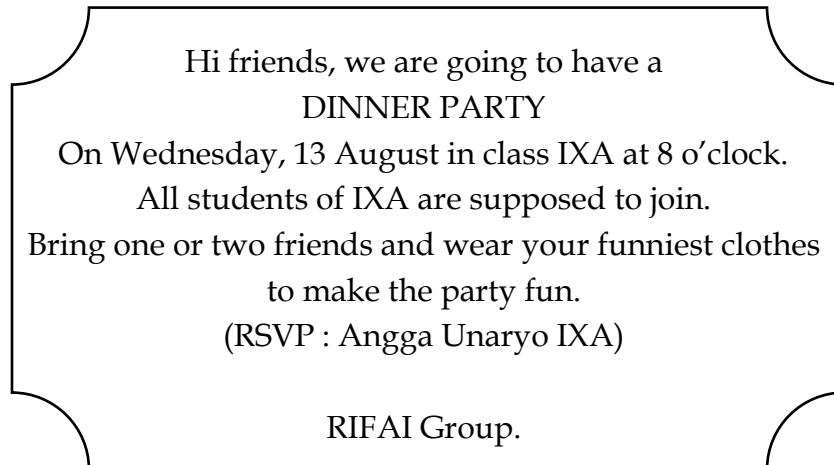 Hi friends, we are going to have a
DINNER PARTY
On Wednesday, 13 August in class IXA at 8 o’clock.
All students of IXA are supposed to join.
Bring one or two friends and wear your funniest clothes
to make the party fun.
(RSVP : Angga Unaryo IXA)
RIFAI Group.